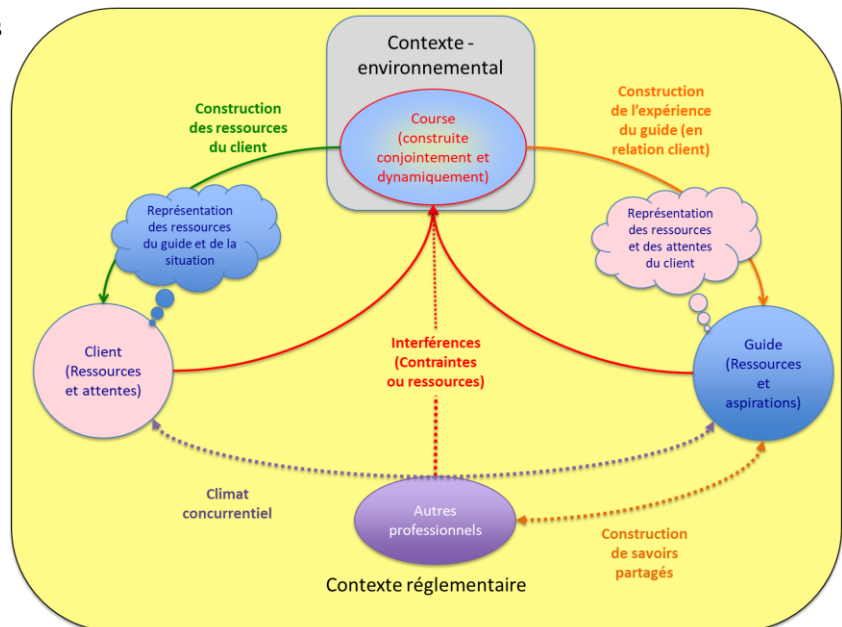 s
Contexte -
environnemental
Course
(construite
conjointement et
dynamiquement)
Construction
des ressources
du client
Construction
de l'expérience
du guide (en
relation client)
Représentation
des ressources
du guide et de la
situation
Représentation
des ressources
et des attentes
du client
Client
(Ressources
et attentes)
Interférences
(Contraintes
ou ressources)
Guide
(Ressources
et
aspirations)
Climat
concurrentiel
Autres
professionnels
Construction
de savoirs
partagés
Contexte réglementaire